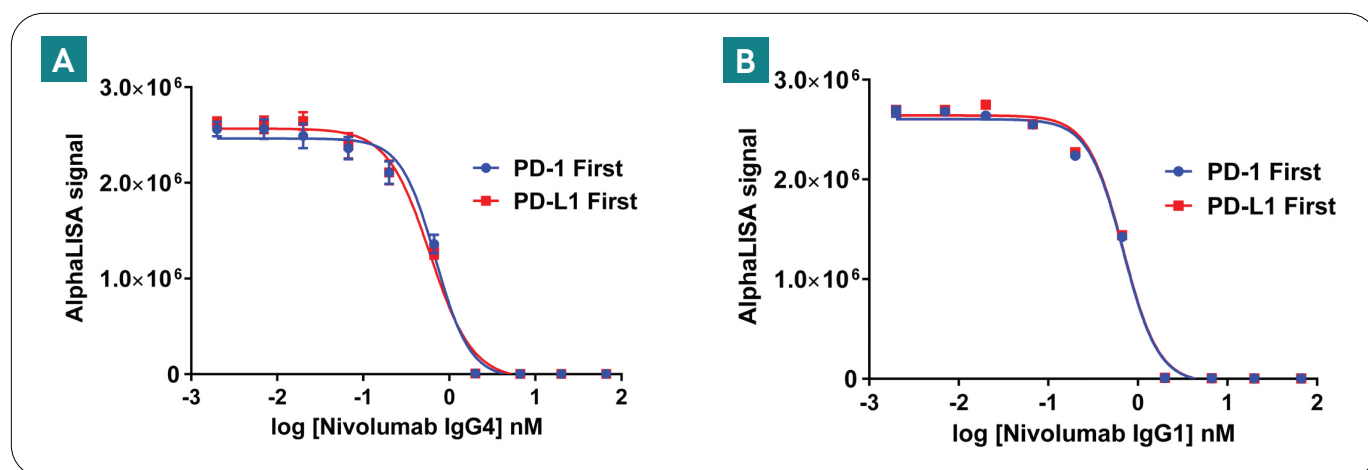 A
AlphaLISA signal
3.0×10⁶
2.0×10⁶
1.0×10⁶
0
-3 -2 -1 0 1 2
log [Nivolumab IgG4] nM
PD-1 First
PD-L1 First
B
AlphaLISA signal
3.0×10⁶
2.0×10⁶
1.0×10⁶
0
-3 -2 -1 0 1 2
log [Nivolumab IgG1] nM
PD-1 First
PD-L1 First